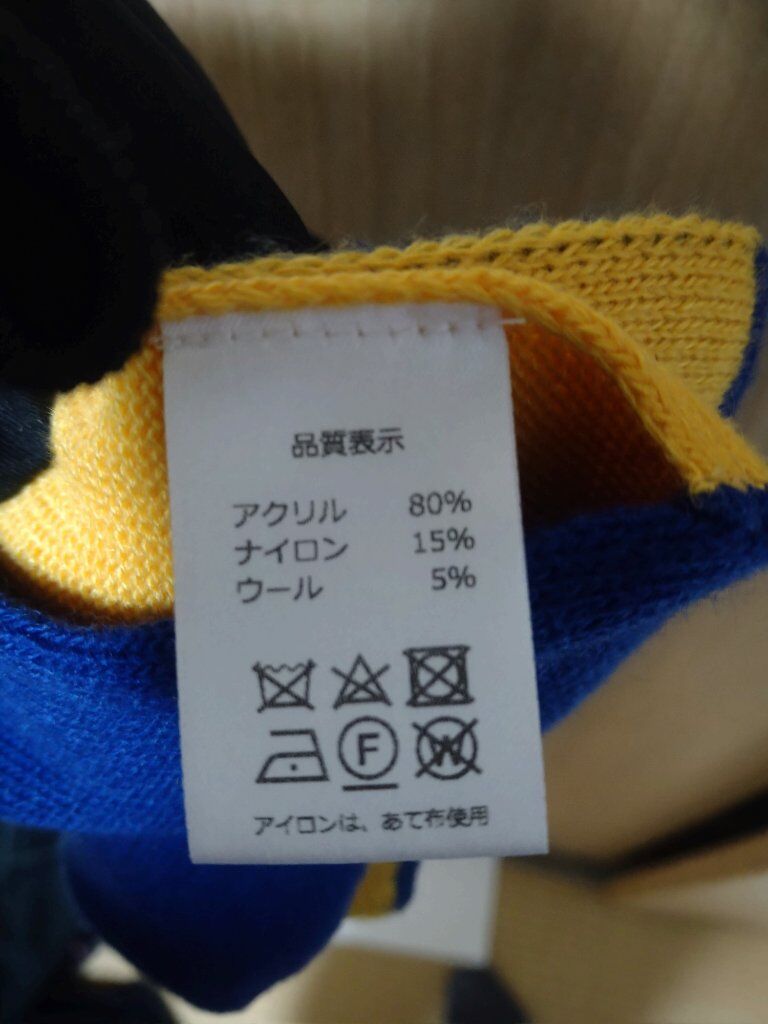 品質表示
アクリル 80%
ナイロン 15%
ウール 5%
F W
アイロンは、あて布使用